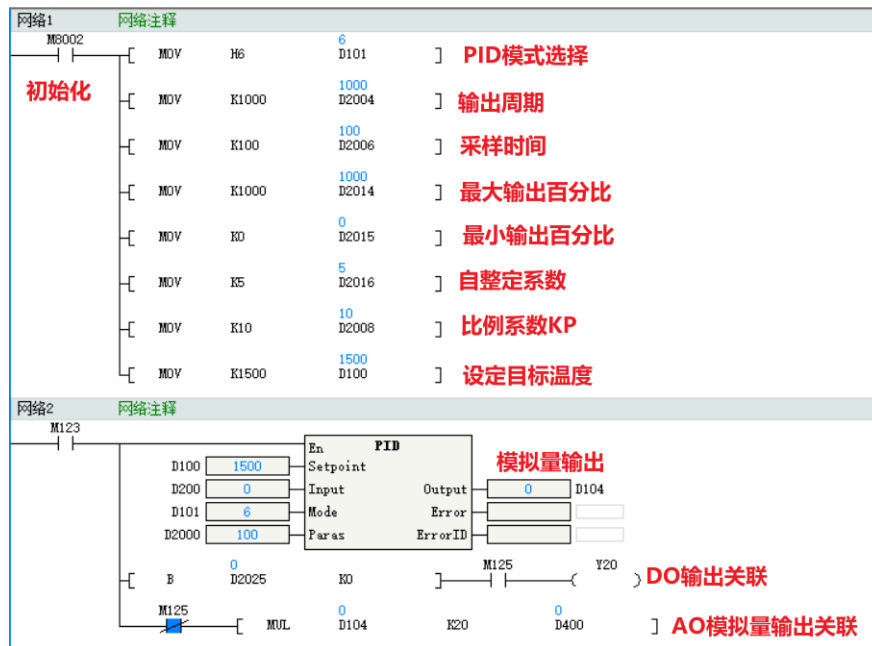 网络1 网络注释
M8002
初始化
6
[ MOV H6 D101 ] PID模式选择
1000
[ MOV K1000 D2004 ] 输出周期
100
[ MOV K100 D2006 ] 采样时间
1000
[ MOV K1000 D2014 ] 最大输出百分比
0
[ MOV K0 D2015 ] 最小输出百分比
5
[ MOV K5 D2016 ] 自整定系数
10
[ MOV K10 D2008 ] 比例系数KP
1500
[ MOV K1500 D100 ] 设定目标温度
网络2 网络注释
M123
En PID
D100 1500 Setpoint 模拟量输出
D200 0 Input Output 0 D104
D101 6 Mode Error
D2000 100 Paras ErrorID
0 M125 Y20
[ B D2025 K0 ] ( ) DO输出关联
M125 0 0
[ MUL D104 K20 D400 ] AO模拟量输出关联